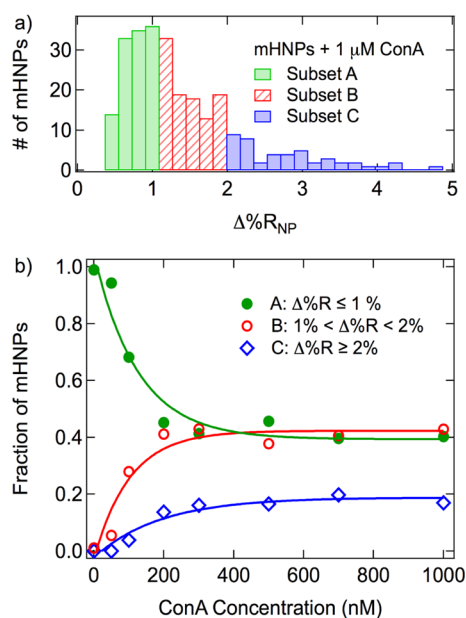 a)
# of mHNPs
30
20
10
0
mHNPs + 1 μM ConA
Subset A
Subset B
Subset C
0 1 2 3 4 5
Δ%R_NP
b)
Fraction of mHNPs
1.0
0.8
0.6
0.4
0.2
0.0
A: Δ%R ≤ 1 %
B: 1% < Δ%R < 2%
C: Δ%R ≥ 2%
0 200 400 600 800 1000
ConA Concentration (nM)